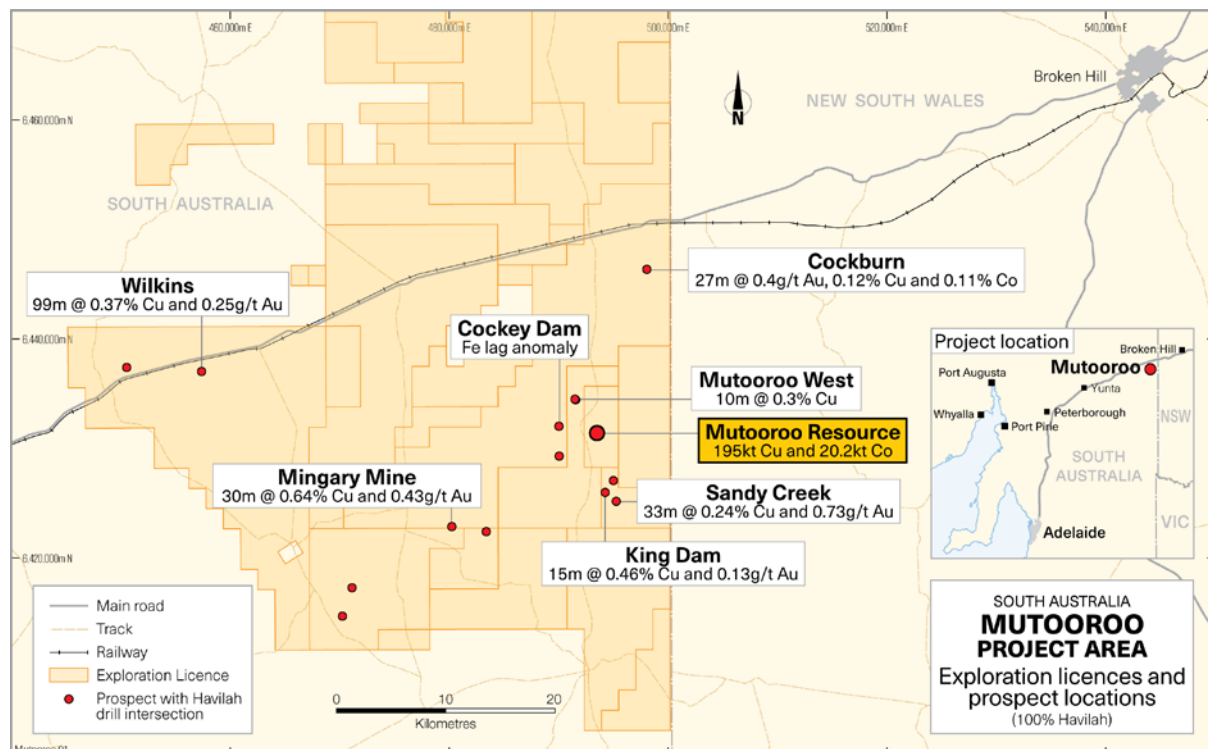 460,000m E
480,000m E
500,000m E
520,000m E
540,000m E
Broken Hill
NEW SOUTH WALES
N
6,460,000m N
SOUTH AUSTRALIA
Wilkins
99m @ 0.37% Cu and 0.25g/t Au
Cockburn
27m @ 0.4g/t Au, 0.12% Cu and 0.11% Co
Cockey Dam
Fe lag anomaly
6,440,000m N
Mutooroo West
10m @ 0.3% Cu
Mutooroo Resource
195kt Cu and 20.2kt Co
Mingary Mine
30m @ 0.64% Cu and 0.43g/t Au
Sandy Creek
33m @ 0.24% Cu and 0.73g/t Au
King Dam
15m @ 0.46% Cu and 0.13g/t Au
6,420,000m N
Project location
Broken Hill
Mutooroo
Port Augusta
Yunta
Whyalla
Peterborough
Port Pine
NSW
SOUTH
AUSTRALIA
VIC
Adelaide
Main road
Track
Railway
Exploration Licence
Prospect with Havilah
drill intersection
0 10 20
Kilometres
SOUTH AUSTRALIA
MUTOOROO
PROJECT AREA
Exploration licences and
prospect locations
(100% Havilah)